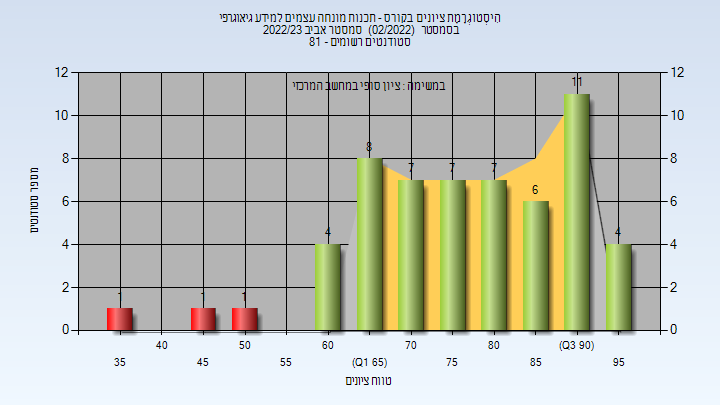 הִיסְטוֹגְרָמַת ציונים בקורס - תכנות מונחה עצמים למידע גיאוגרפי
בסמסטר (02/2022) סמסטר אביב 2022/23
סטודנטים רשומים - 81
במשימה : ציון סופי במחשב המרכזי
12 12
10 10
8 8
6 6
4 4
2 2
0 0
מספר סטודנטים
1 1 1 4 8 7 7 7 6 11 4
40 50 60 70 80 (Q3 90)
35 45 55 (Q1 65) 75 85 95
טווח ציונים